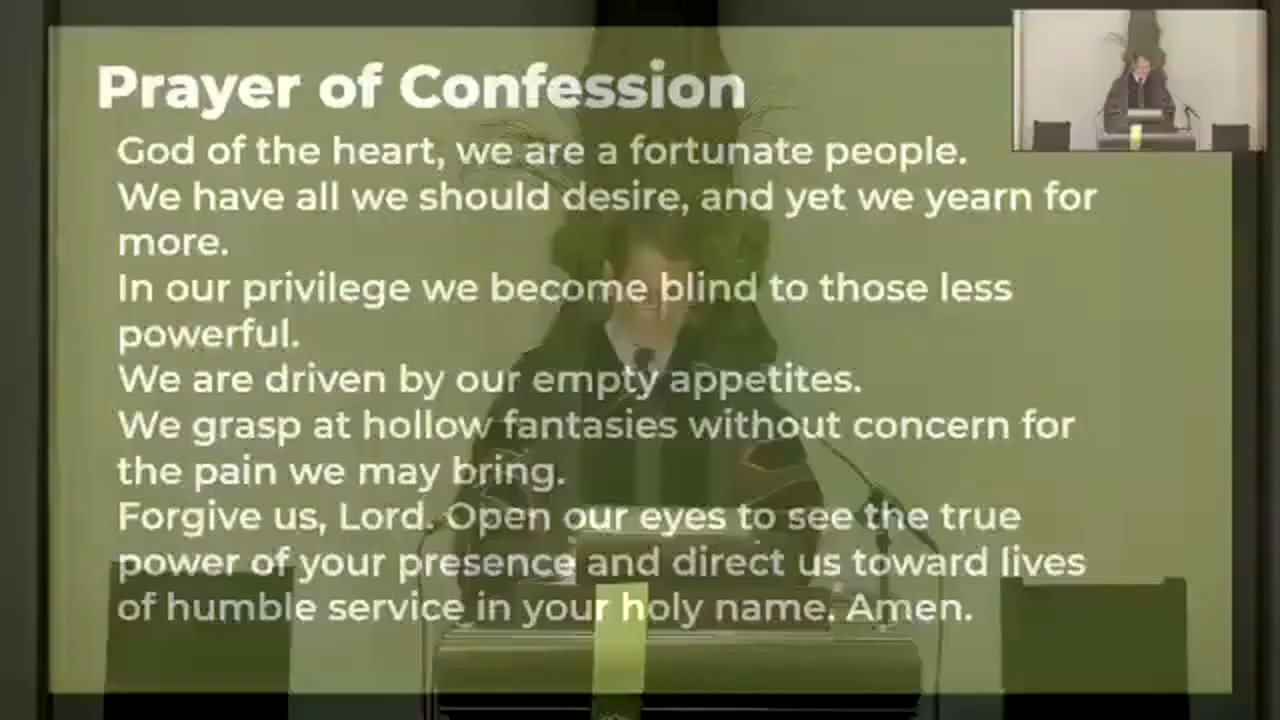 Prayer of Confession
God of the heart, we are a fortunate people.
We have all we should desire, and yet we yearn for
more.
In our privilege we become blind to those less
powerful.
We are driven by our empty appetites.
We grasp at hollow fantasies without concern for
the pain we may bring.
Forgive us, Lord. Open our eyes to see the true
power of your presence and direct us toward lives
of humble service in your holy name. Amen.